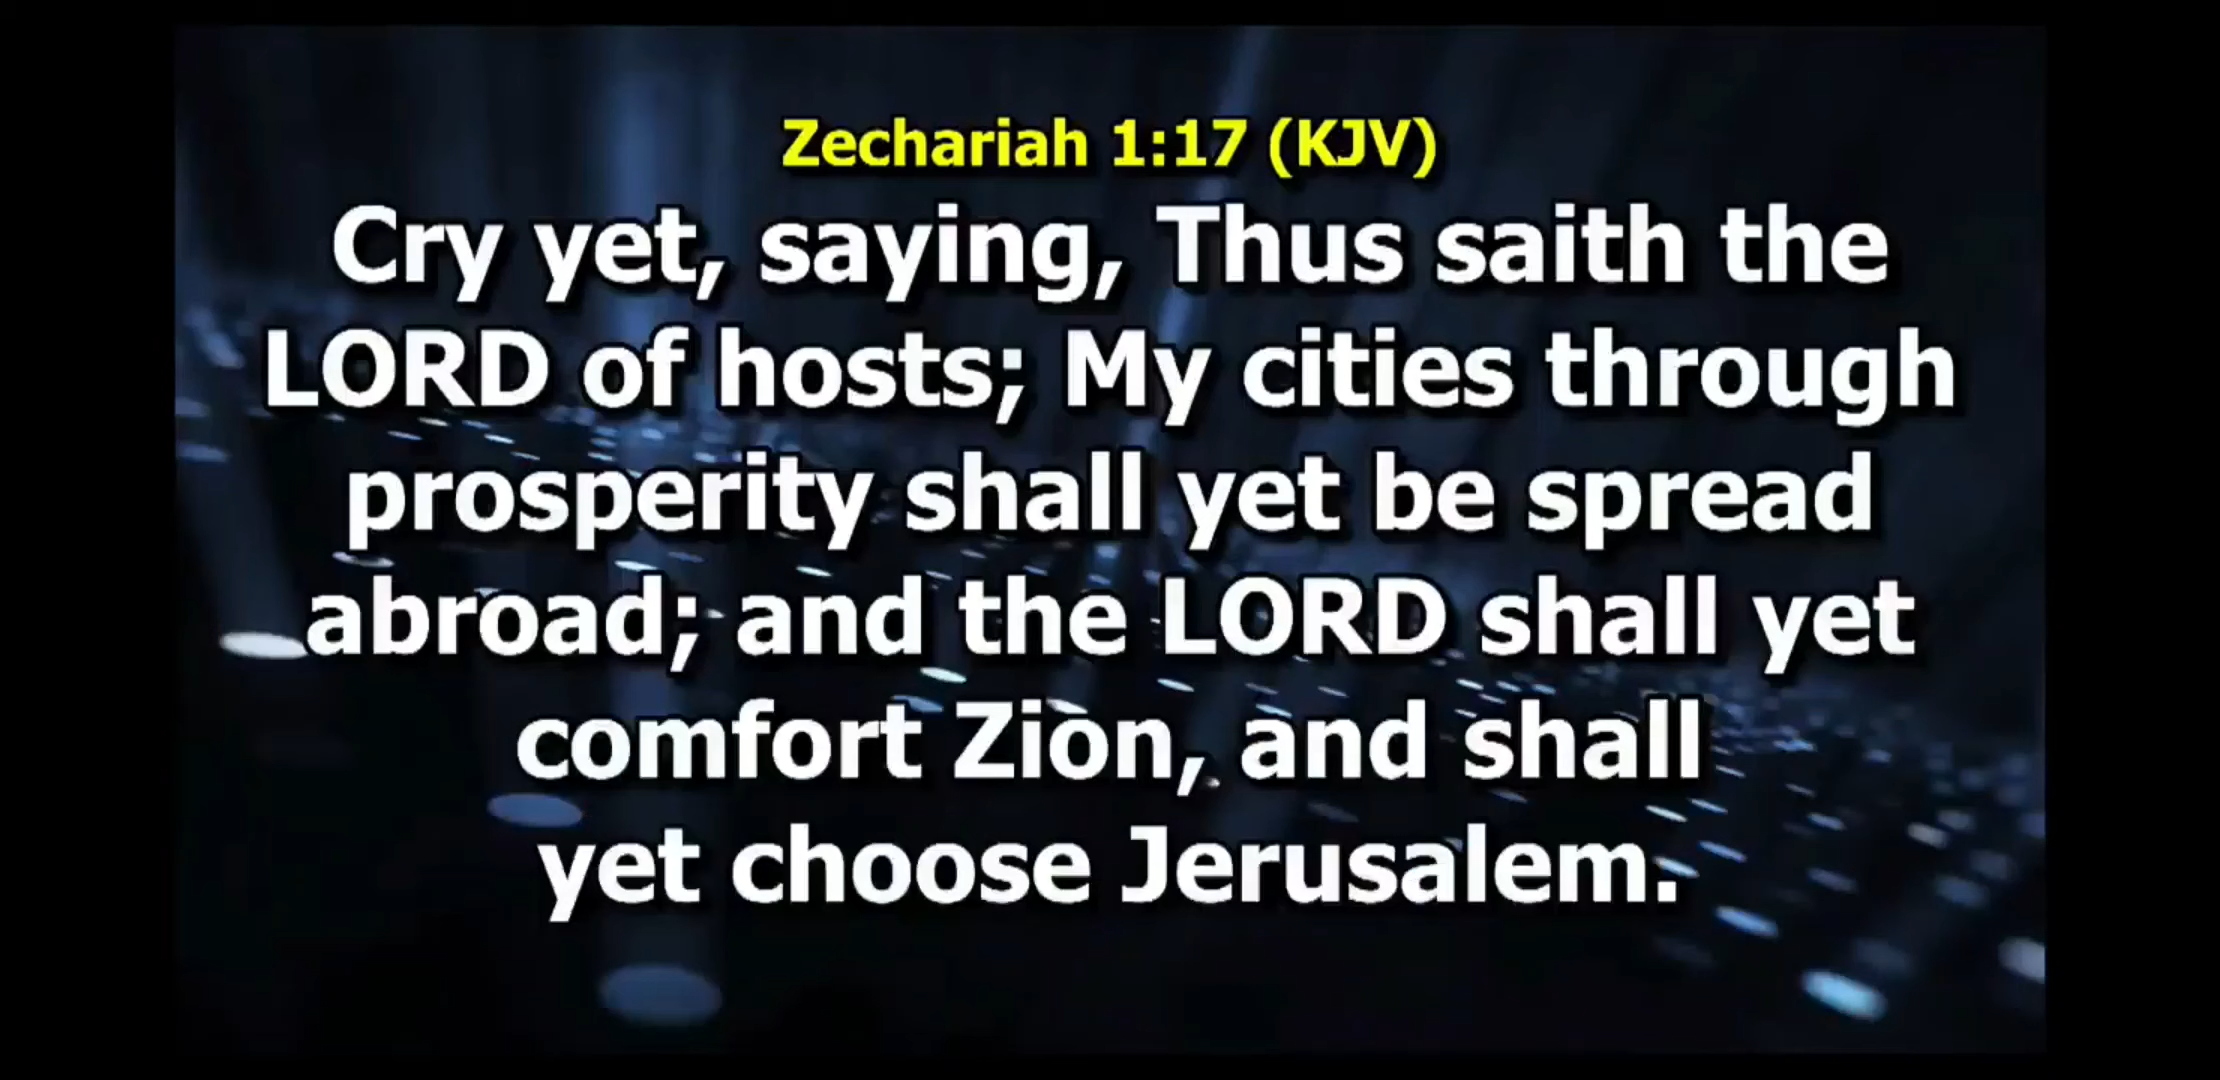 Zechariah 1:17 (KJV)
Cry yet, saying, Thus saith the
LORD of hosts; My cities through
prosperity shall yet be spread
abroad; and the LORD shall yet
comfort Zion, and shall
yet choose Jerusalem.